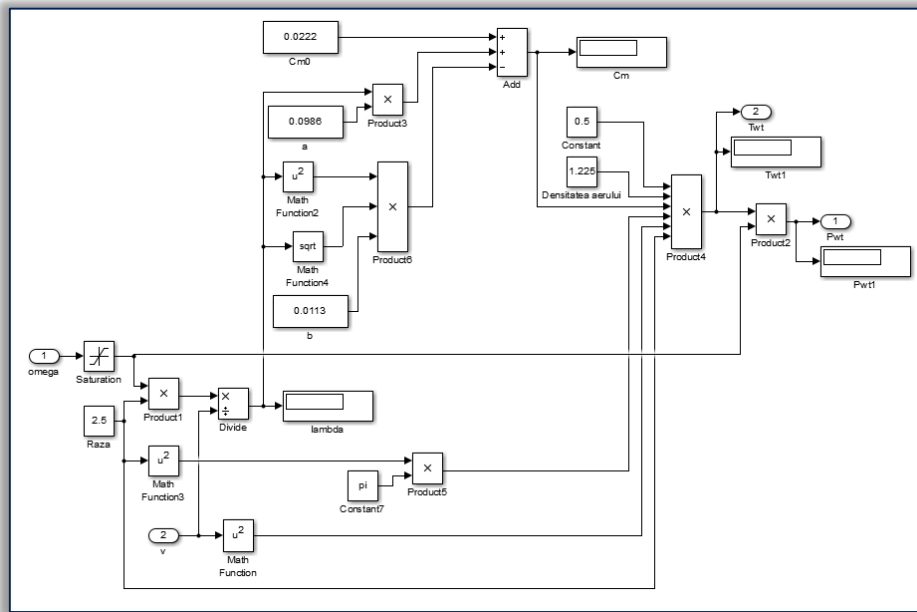 0.0222
Cm0
+
+
−
Add
Cm
×
Product3
0.0986
a
0.5
Constant
2
Twt
Twt1
1.225
Densitatea aerului
u²
Math
Function2
×
Product6
sqrt
Math
Function4
×
Product4
×
Product2
1
Pwt
Pwt1
0.0113
b
1
omega
Saturation
×
Product1
×
÷
Divide
lambda
2.5
Raza
u²
Math
Function3
×
Product5
pi
Constant7
2
v
u²
Math
Function